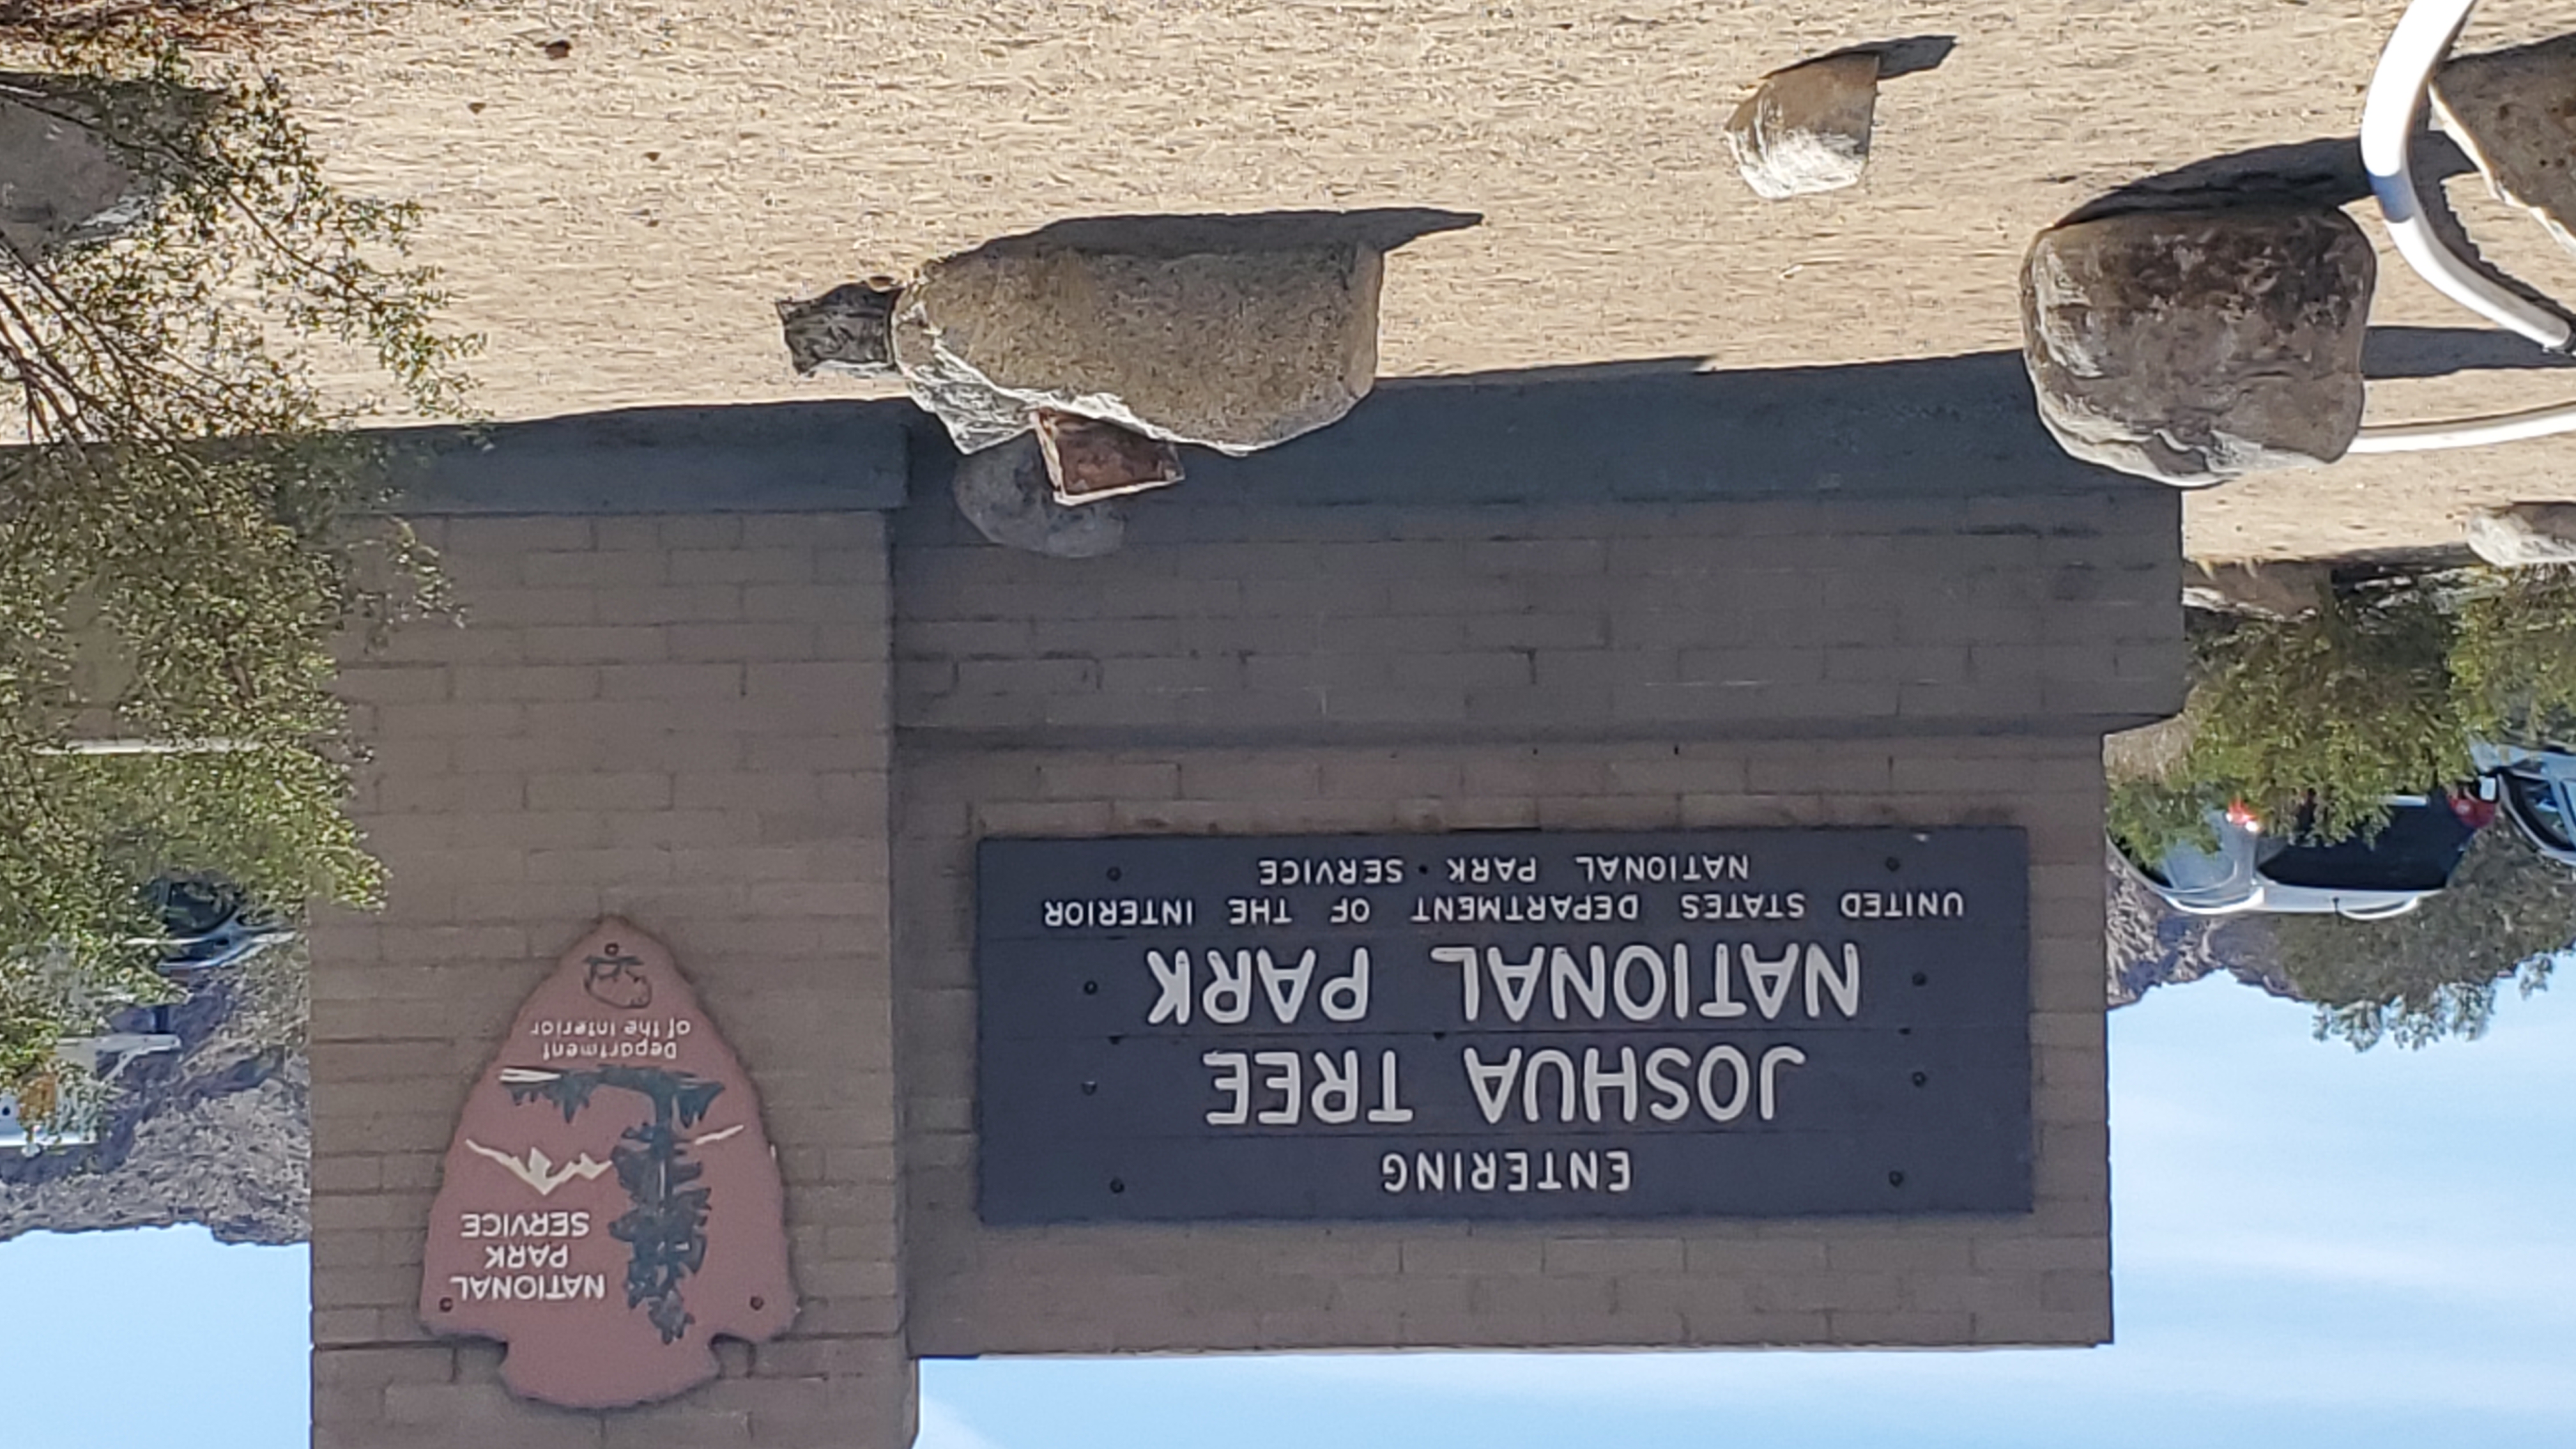 ENTERING
JOSHUA TREE
NATIONAL PARK
UNITED STATES DEPARTMENT OF THE INTERIOR
NATIONAL PARK SERVICE
NATIONAL
PARK
SERVICE
Department
of the Interior